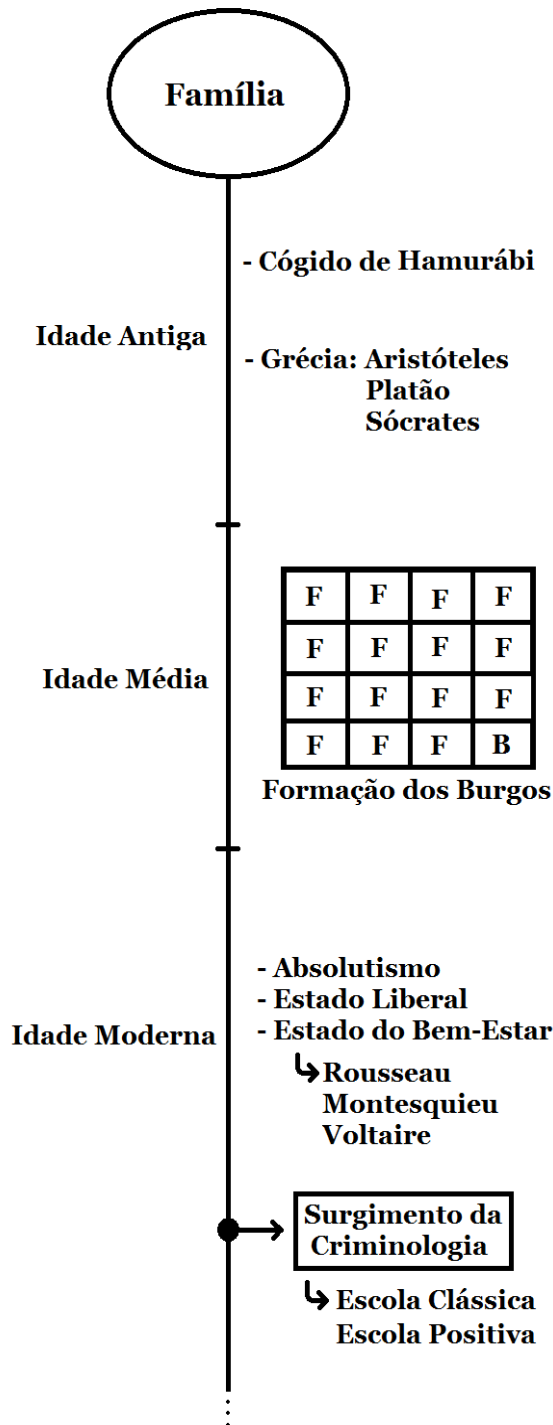 Família
- Cógido de Hamurábi
Idade Antiga
- Grécia: Aristóteles
Platão
Sócrates
F F F F
F F F F
Idade Média
F F F F
F F F B
Formação dos Burgos
- Absolutismo
- Estado Liberal
Idade Moderna
- Estado do Bem-Estar
Rousseau
Montesquieu
Voltaire
Surgimento da
Criminologia
Escola Clássica
Escola Positiva